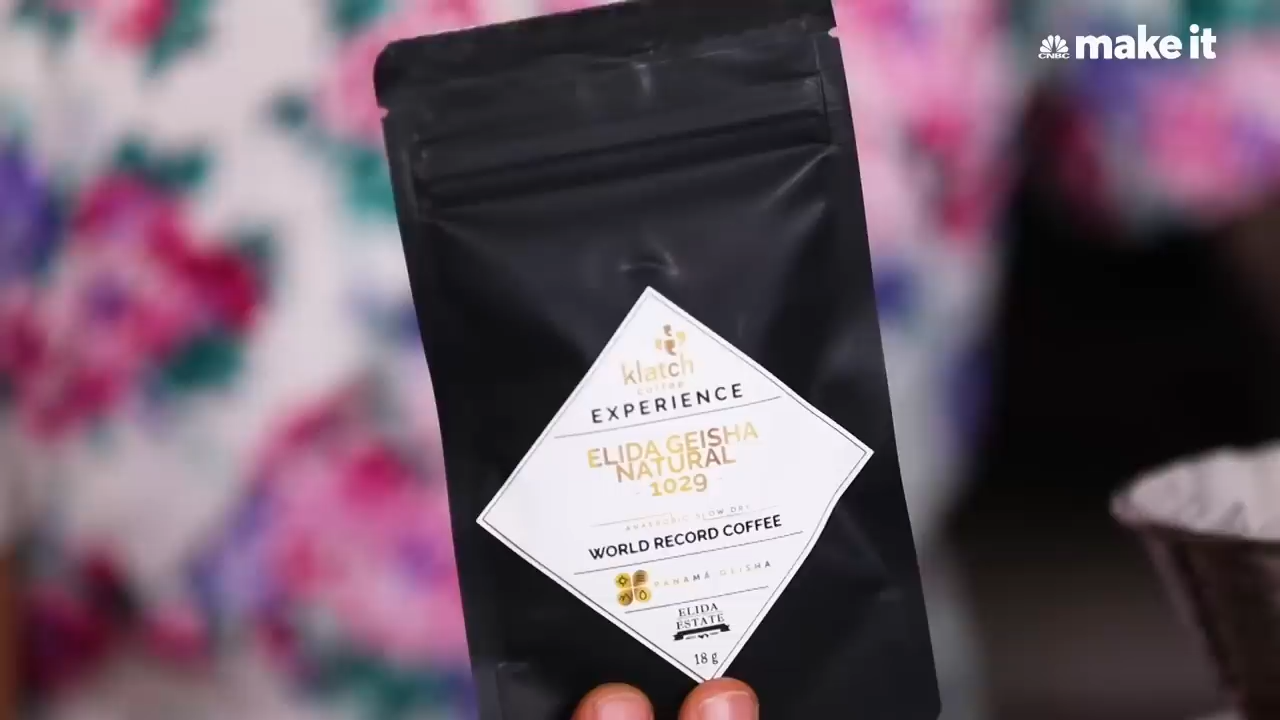 CNBC make it
klatch
coffee
EXPERIENCE
ELIDA GEISHA
NATURAL
1029
ANAEROBIC SLOW DRY
WORLD RECORD COFFEE
PANAMÁ GEISHA
ELIDA
ESTATE
18 g